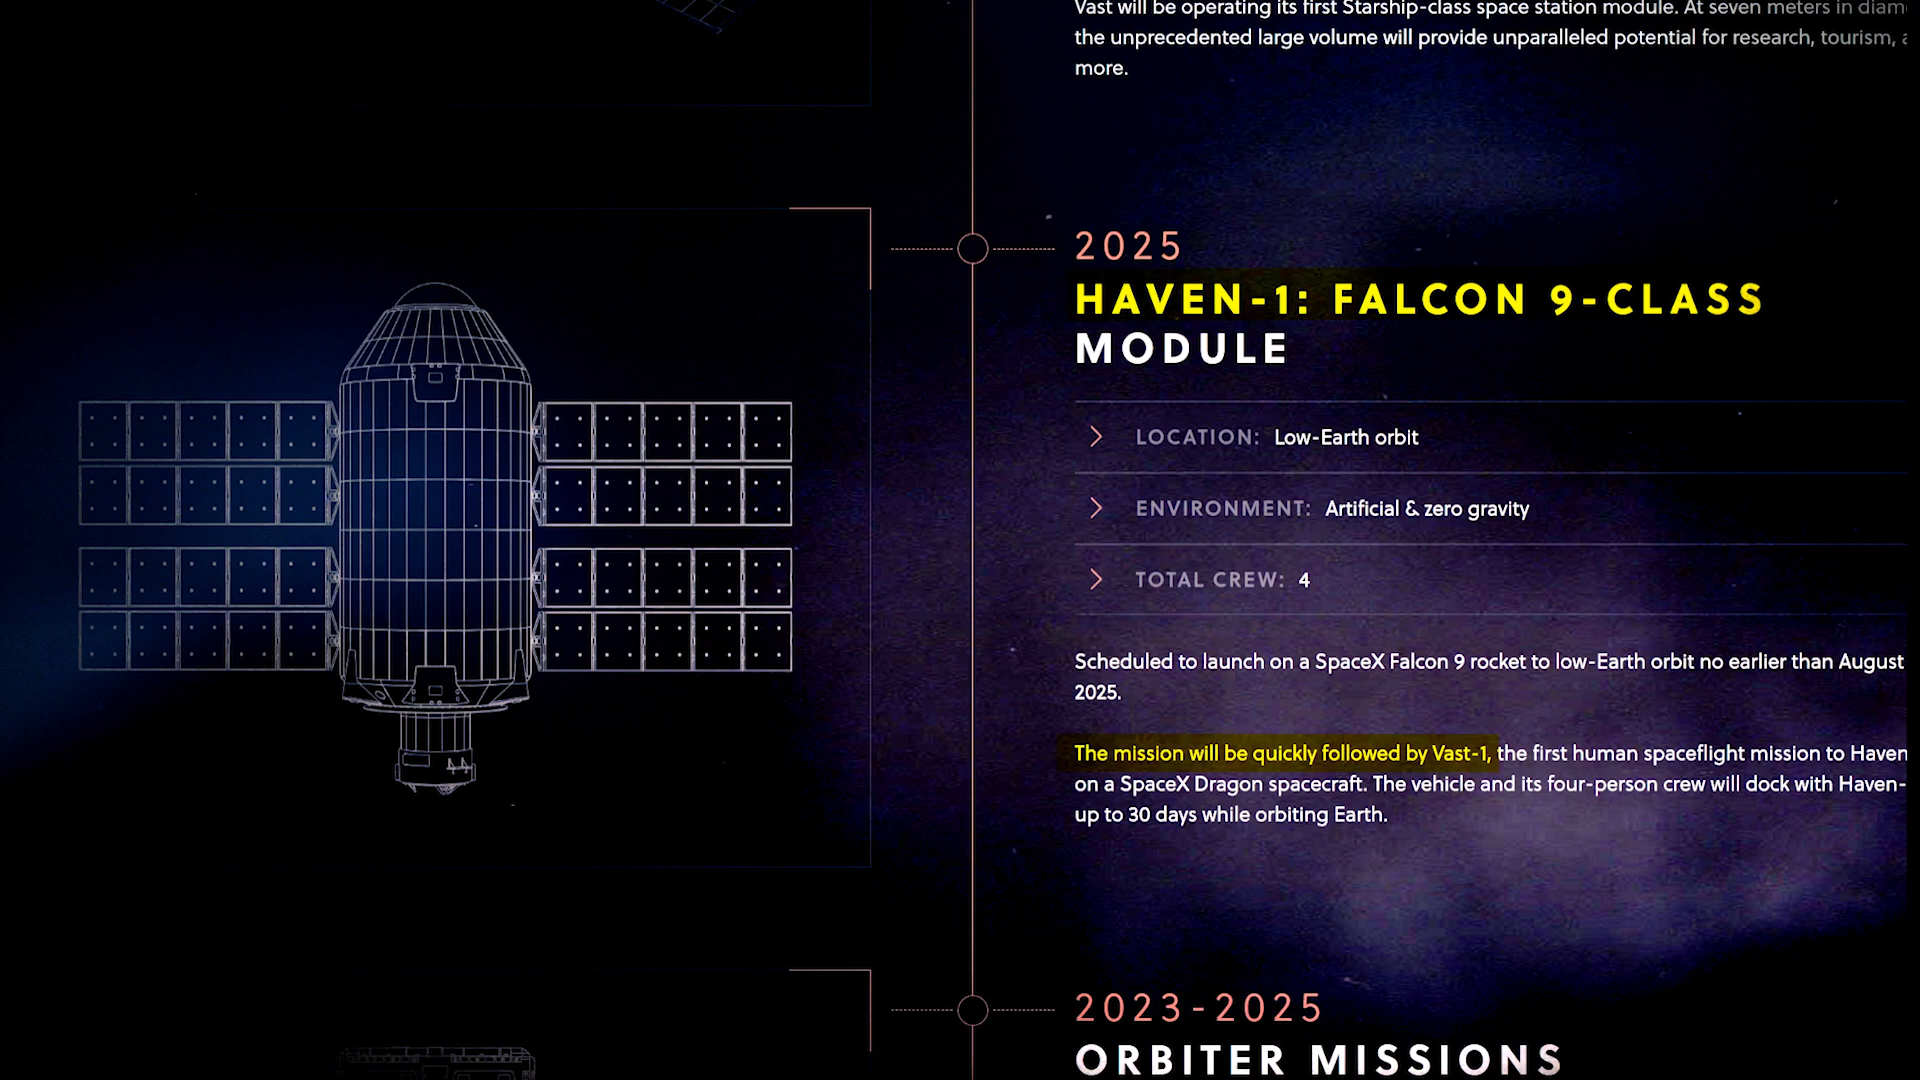 Vast will be operating its first Starship-class space station module. At seven meters in diam
the unprecedented large volume will provide unparalleled potential for research, tourism,
more.
2025
HAVEN-1: FALCON 9-CLASS
MODULE
LOCATION: Low-Earth orbit
ENVIRONMENT: Artificial & zero gravity
TOTAL CREW: 4
Scheduled to launch on a SpaceX Falcon 9 rocket to low-Earth orbit no earlier than August
2025.
The mission will be quickly followed by Vast-1, the first human spaceflight mission to Haven
on a SpaceX Dragon spacecraft. The vehicle and its four-person crew will dock with Haven-
up to 30 days while orbiting Earth.
2023-2025
ORBITER MISSIONS